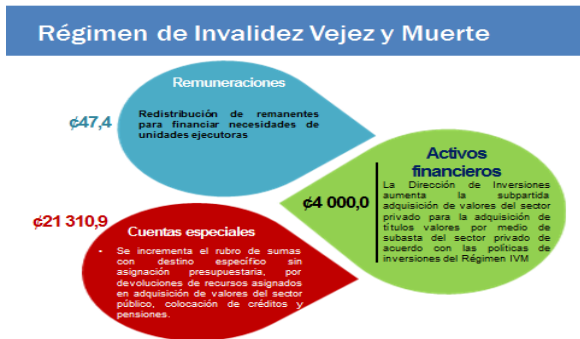 Régimen de Invalidez Vejez y Muerte
Remuneraciones
₡47,4
Redistribución de remanentes
para financiar necesidades de
unidades ejecutoras
Activos
financieros
₡4 000,0
La Dirección de Inversiones
aumenta la subpartida
adquisición de valores del sector
privado para la adquisición de
títulos valores por medio de
subasta del sector privado de
acuerdo con las políticas de
inversiones del Régimen IVM
₡21 310,9
Cuentas especiales
• Se incrementa el rubro de sumas
con destino específico sin
asignación presupuestaria, por
devoluciones de recursos asignados
en adquisición de valores del sector
público, colocación de créditos y
pensiones.